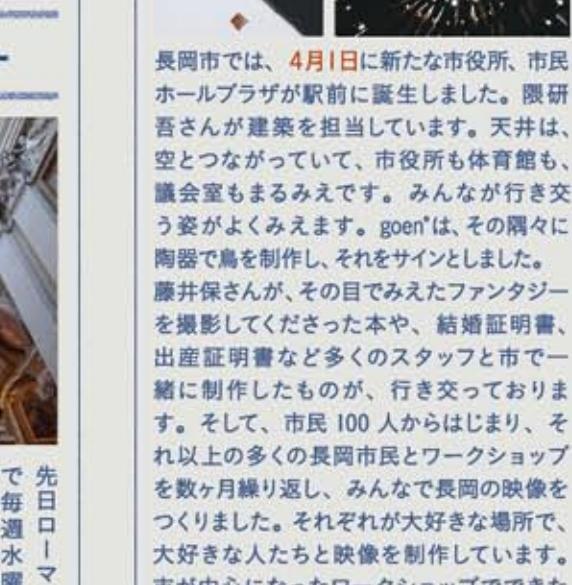 長岡市では、4月1日に新たな市役所、市民
ホールプラザが駅前に誕生しました。隈研
吾さんが建築を担当しています。天井は、
空とつながっていて、市役所も体育館も、
議会室もまるみえです。みんなが行き交
う姿がよくみえます。goen°は、その隅々に
陶器で鳥を制作し、それをサインとしました。
藤井保さんが、その目でみえたファンタジー
を撮影してくださった本や、結婚証明書、
出産証明書など多くのスタッフと市で一
緒に制作したものが、行き交っておりま
す。そして、市民 100 人からはじまり、そ
れ以上の多くの長岡市民とワークショップ
を数ヶ月繰り返し、みんなで長岡の映像を
つくりました。それぞれが大好きな場所で、
大好きな人たちと映像を制作しています。
先日ローマ
で毎週水曜